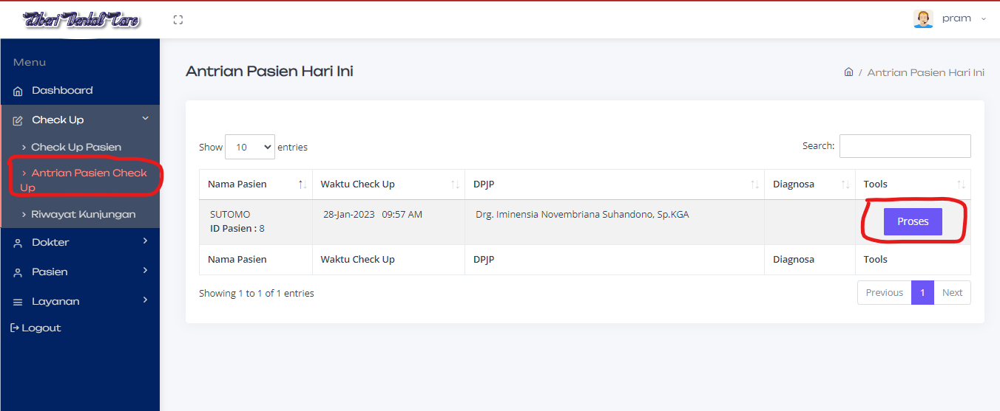 Alberi Dental Care
pram
Menu
Dashboard
Check Up
Check Up Pasien
Antrian Pasien Check
Up
Riwayat Kunjungan
Dokter
Pasien
Layanan
Logout
Antrian Pasien Hari Ini
/ Antrian Pasien Hari Ini
Show 10 entries
Search:
Nama Pasien Waktu Check Up DPJP Diagnosa Tools
SUTOMO 28-Jan-2023 09:57 AM Drg. Iminensia Novembriana Suhandono, Sp.KGA Proses
ID Pasien : 8
Nama Pasien Waktu Check Up DPJP Diagnosa Tools
Showing 1 to 1 of 1 entries
Previous 1 Next